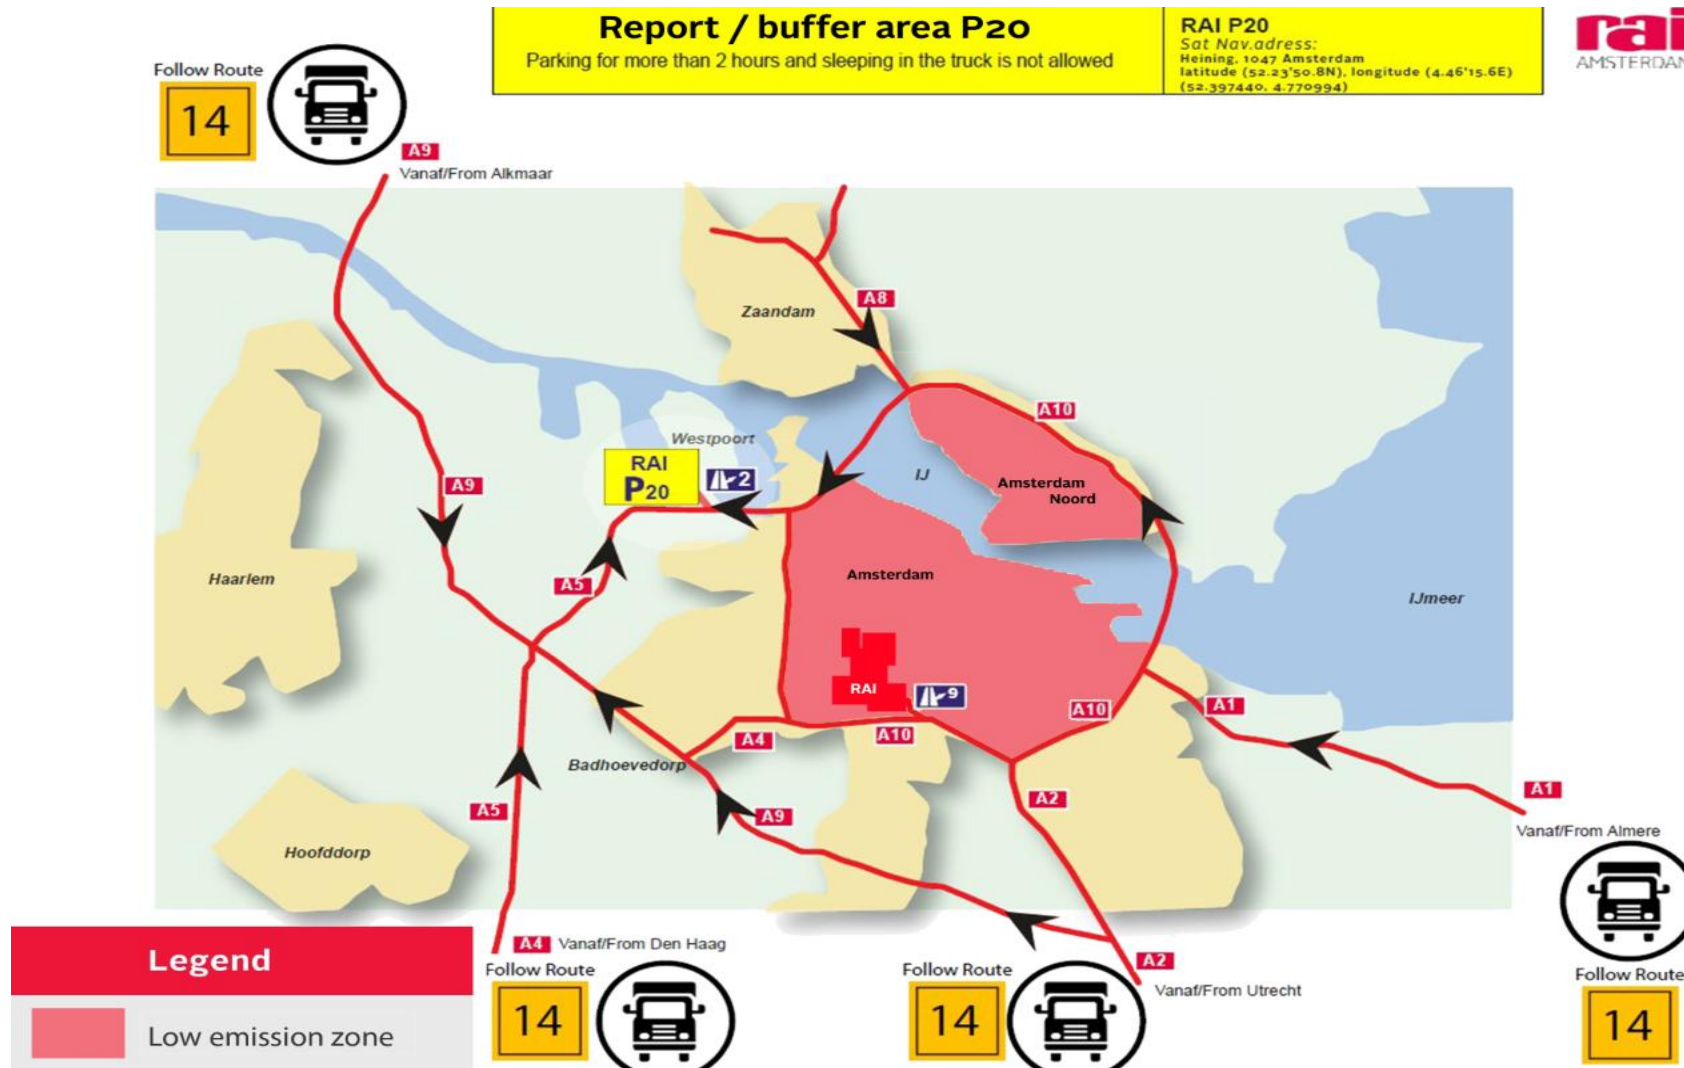 Report / buffer area P20
Parking for more than 2 hours and sleeping in the truck is not allowed
RAI P20
Sat Nav.adress:
Heining, 1047 Amsterdam
latitude (52.23'50.8N), longitude (4.46'15.6E)
(52.397440, 4.770994)
rai
AMSTERDAM
Follow Route
14
A9
Vanaf/From Alkmaar
A8
Zaandam
A10
Westpoort
RAI
P20
2
IJ
Amsterdam
Noord
A9
A5
Haarlem
Amsterdam
IJmeer
RAI
9
A10
A1
A4
A10
Badhoevedorp
A2
A1
A5
A9
Vanaf/From Almere
Hoofddorp
A4
Vanaf/From Den Haag
Follow Route
14
A2
Vanaf/From Utrecht
Follow Route
14
Follow Route
14
Legend
Low emission zone